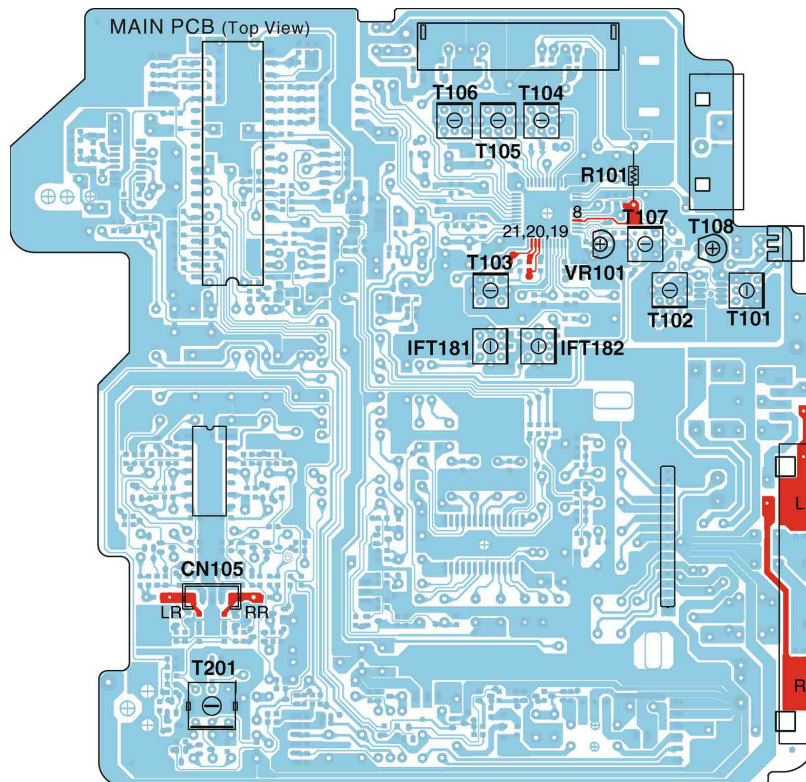 MAIN PCB (Top View)
T106 T104
T105
R101
8
T107
T108
21,20,19
VR101
T103
T102
T101
IFT181
IFT182
CN105
LR
RR
T201
L
R